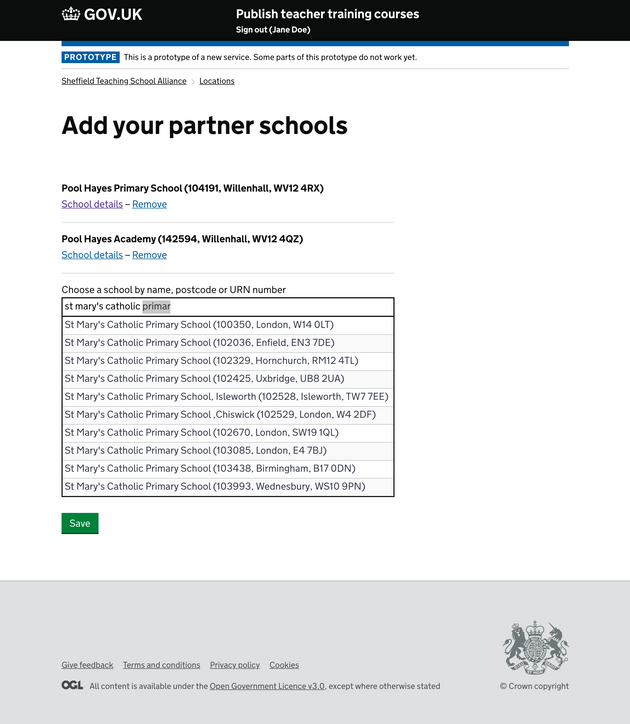 GOV.UK
Publish teacher training courses
Sign out (Jane Doe)
PROTOTYPE This is a prototype of a new service. Some parts of this prototype do not work yet.
Sheffield Teaching School Alliance > Locations
Add your partner schools
Pool Hayes Primary School (104191, Willenhall, WV12 4RX)
School details – Remove
Pool Hayes Academy (142594, Willenhall, WV12 4QZ)
School details – Remove
Choose a school by name, postcode or URN number
st mary's catholic primar
St Mary's Catholic Primary School (100350, London, W14 0LT)
St Mary's Catholic Primary School (102036, Enfield, EN3 7DE)
St Mary's Catholic Primary School (102329, Hornchurch, RM12 4TL)
St Mary's Catholic Primary School (102425, Uxbridge, UB8 2UA)
St Mary's Catholic Primary School, Isleworth (102528, Isleworth, TW7 7EE)
St Mary's Catholic Primary School ,Chiswick (102529, London, W4 2DF)
St Mary's Catholic Primary School (102670, London, SW19 1QL)
St Mary's Catholic Primary School (103085, London, E4 7BJ)
St Mary's Catholic Primary School (103438, Birmingham, B17 0DN)
St Mary's Catholic Primary School (103993, Wednesbury, WS10 9PN)
Save
Give feedback Terms and conditions Privacy policy Cookies
OGL All content is available under the Open Government Licence v3.0, except where otherwise stated
© Crown copyright